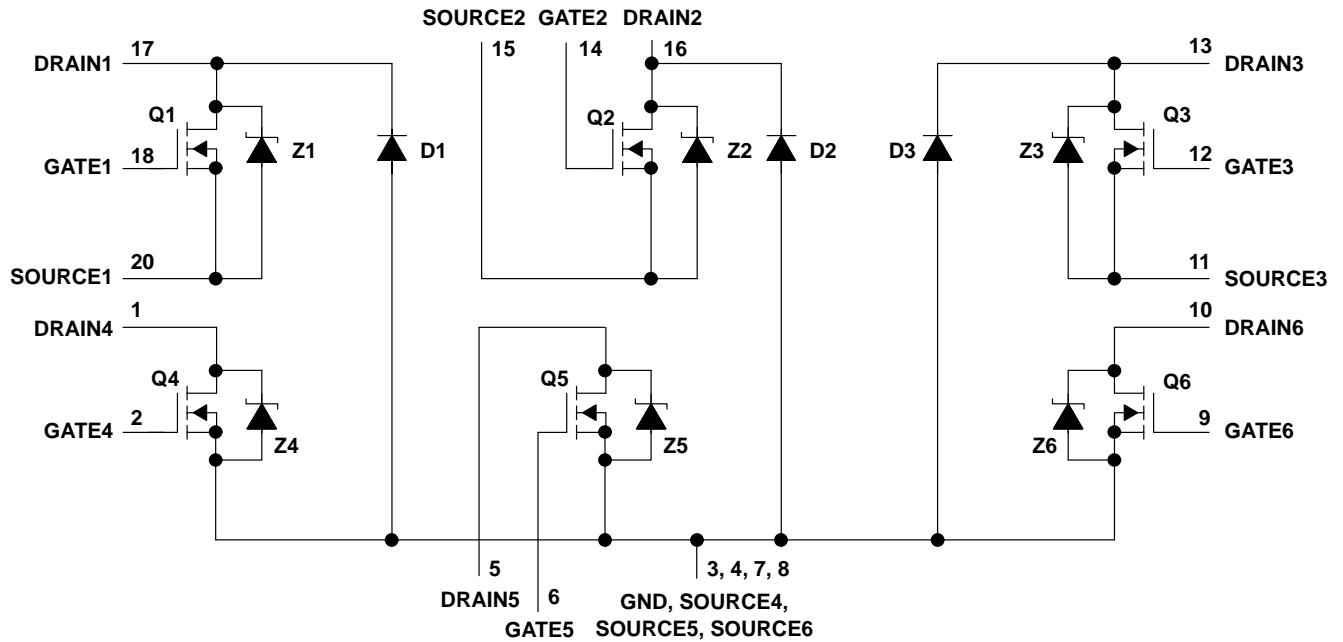 SOURCE2 GATE2 DRAIN2
15 14 16
17
DRAIN1
13
DRAIN3
Q1
Z1
D1
18
GATE1
Q2
Z2
D2
D3
Z3
Q3
12
GATE3
20
SOURCE1
11
SOURCE3
1
DRAIN4
10
DRAIN6
Q4
Z4
2
GATE4
Q5
Z5
Q6
Z6
9
GATE6
5
DRAIN5
6
GATE5
3, 4, 7, 8
GND, SOURCE4,
SOURCE5, SOURCE6